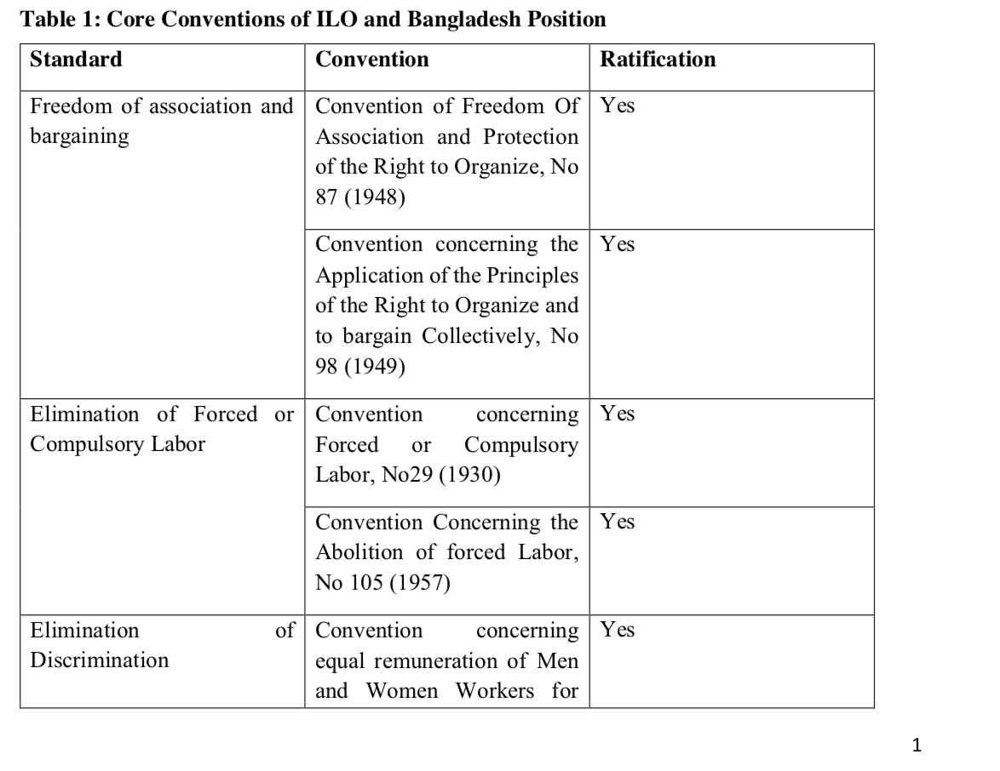 Table 1: Core Conventions of ILO and Bangladesh Position
Standard
Convention
Ratification
Freedom of association and
bargaining
Convention of Freedom Of
Association and Protection
of the Right to Organize, No
87 (1948)
Yes
Convention concerning the
Application of the Principles
of the Right to Organize and
to bargain Collectively, No
98 (1949)
Yes
Elimination of Forced or
Compulsory Labor
Convention concerning
Forced or Compulsory
Labor, No29 (1930)
Yes
Convention Concerning the
Abolition of forced Labor,
No 105 (1957)
Yes
Elimination of
Discrimination
Convention concerning
equal remuneration of Men
and Women Workers for
Yes
1